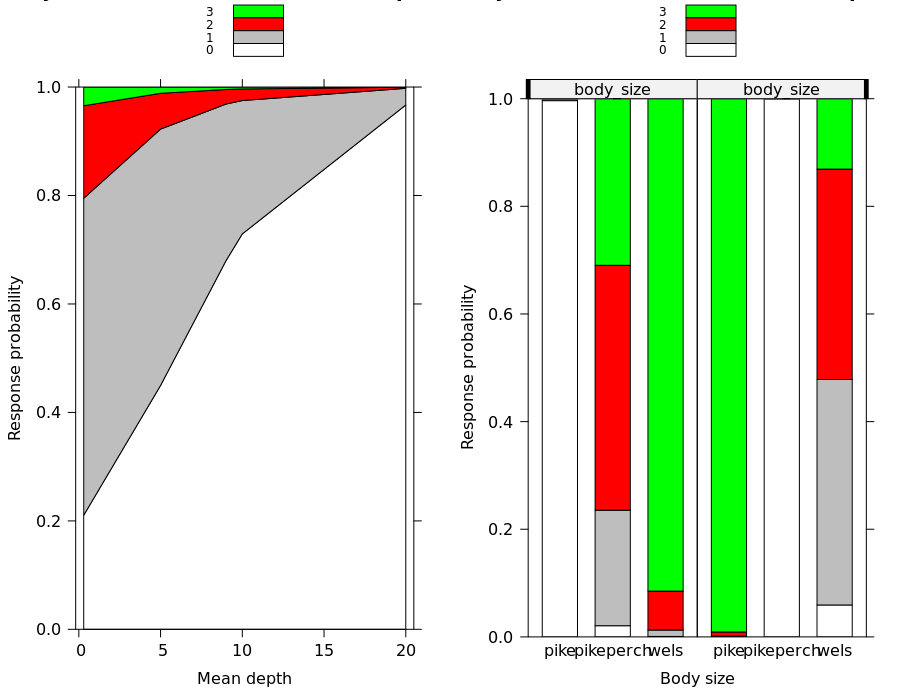 3
2
1
0
1.0
0.8
0.6
0.4
0.2
0.0
Response probability
0 5 10 15 20
Mean depth
3
2
1
0
body_size body_size
1.0
0.8
0.6
0.4
0.2
0.0
Response probability
pike pikeperch wels pike pikeperch wels
Body size